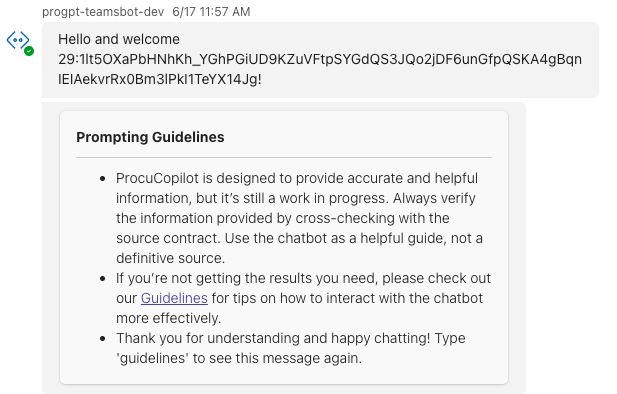 progpt-teamsbot-dev 6/17 11:57 AM
Hello and welcome
29:1lt5OXaPbHNhKh_YGhPGiUD9KZuVFtpSYGdQS3JQo2jDF6unGfpQSKA4gBqn
IElAekvrRx0Bm3lPkl1TeYX14Jg!
Prompting Guidelines
• ProcuCopilot is designed to provide accurate and helpful
information, but it’s still a work in progress. Always verify
the information provided by cross-checking with the
source contract. Use the chatbot as a helpful guide, not a
definitive source.
• If you’re not getting the results you need, please check out
our Guidelines for tips on how to interact with the chatbot
more effectively.
• Thank you for understanding and happy chatting! Type
'guidelines' to see this message again.